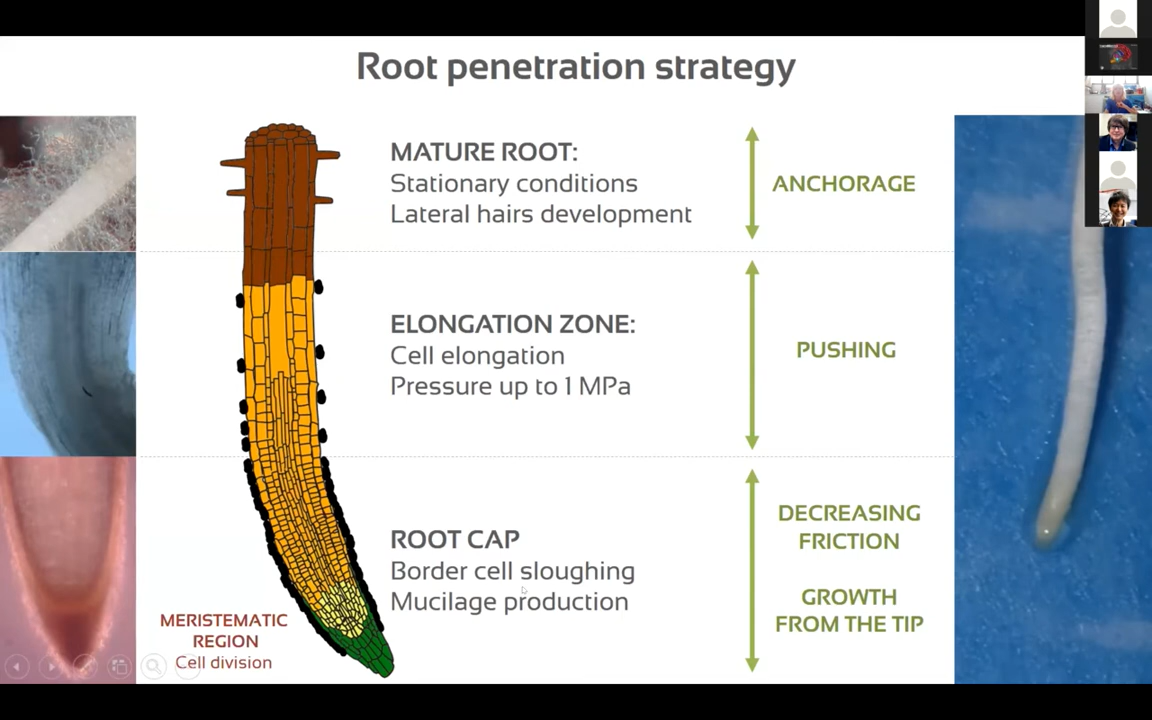 Root penetration strategy
MATURE ROOT:
Stationary conditions
Lateral hairs development
ANCHORAGE
ELONGATION ZONE:
Cell elongation
Pressure up to 1 MPa
PUSHING
ROOT CAP
Border cell sloughing
Mucilage production
DECREASING
FRICTION
GROWTH
FROM THE TIP
MERISTEMATIC
REGION
Cell division